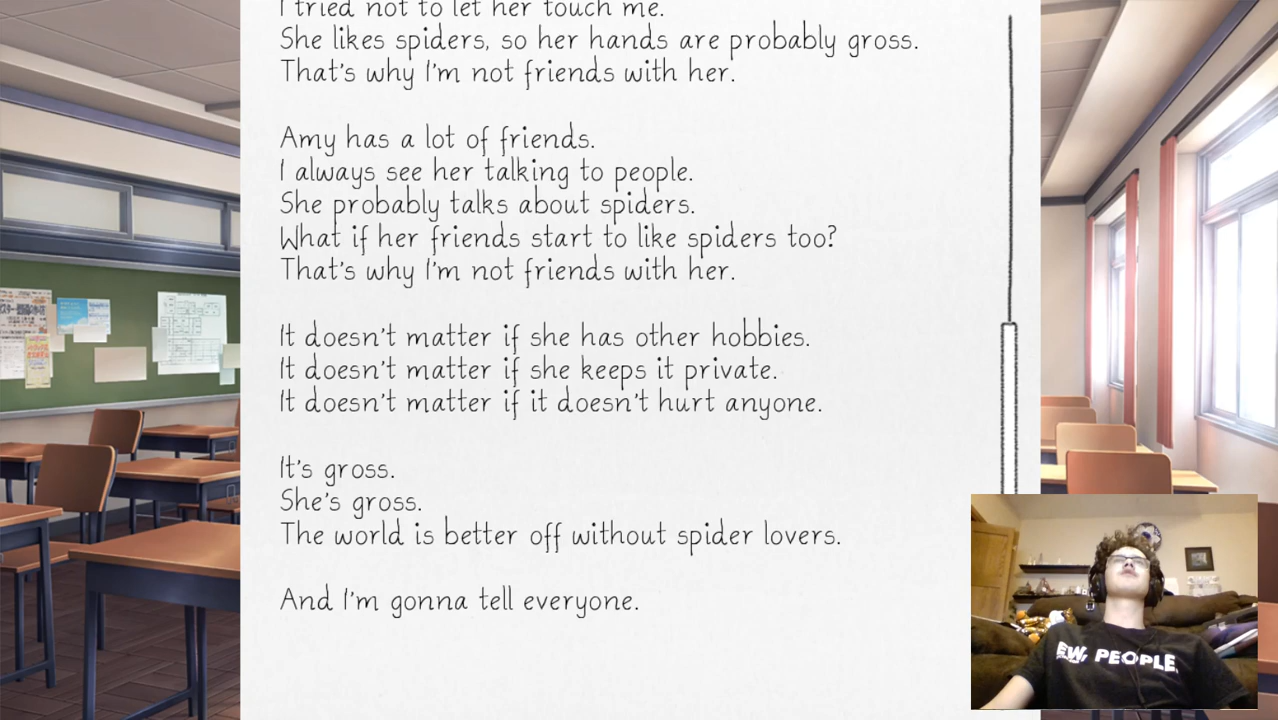 I tried not to let her touch me.
She likes spiders, so her hands are probably gross.
That's why I'm not friends with her.
Amy has a lot of friends.
I always see her talking to people.
She probably talks about spiders.
What if her friends start to like spiders too?
That's why I'm not friends with her.
It doesn't matter if she has other hobbies.
It doesn't matter if she keeps it private.
It doesn't matter if it doesn't hurt anyone.
It's gross.
She's gross.
The world is better off without spider lovers.
And I'm gonna tell everyone.
EW, PEOPLE.